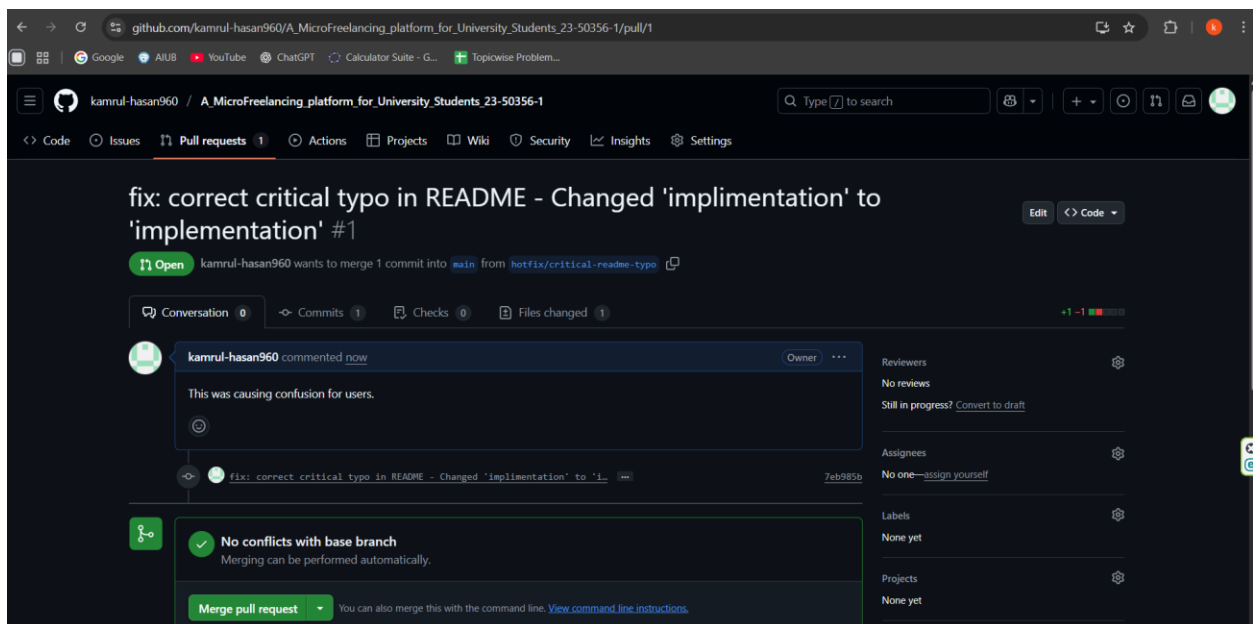 github.com/kamrul-hasan960/A_MicroFreelancing_platform_for_University_Students_23-50356-1/pull/1
k
Google AIUB YouTube ChatGPT Calculator Suite - G... Topicwise Problem...
kamrul-hasan960 / A_MicroFreelancing_platform_for_University_Students_23-50356-1 Type / to search
Code Issues Pull requests 1 Actions Projects Wiki Security Insights Settings
fix: correct critical typo in README - Changed 'implimentation' to
'implementation' #1
Edit <> Code
Open kamrul-hasan960 wants to merge 1 commit into main from hotfix/critical-readme-typo
Conversation 0 Commits 1 Checks 0 Files changed 1 +1 −1
kamrul-hasan960 commented now Owner ...
This was causing confusion for users.
fix: correct critical typo in README - Changed 'implimentation' to 'i… ... 7eb985b
No conflicts with base branch
Merging can be performed automatically.
Merge pull request You can also merge this with the command line. View command line instructions.
Reviewers
No reviews
Still in progress? Convert to draft
Assignees
No one—assign yourself
Labels
None yet
Projects
None yet